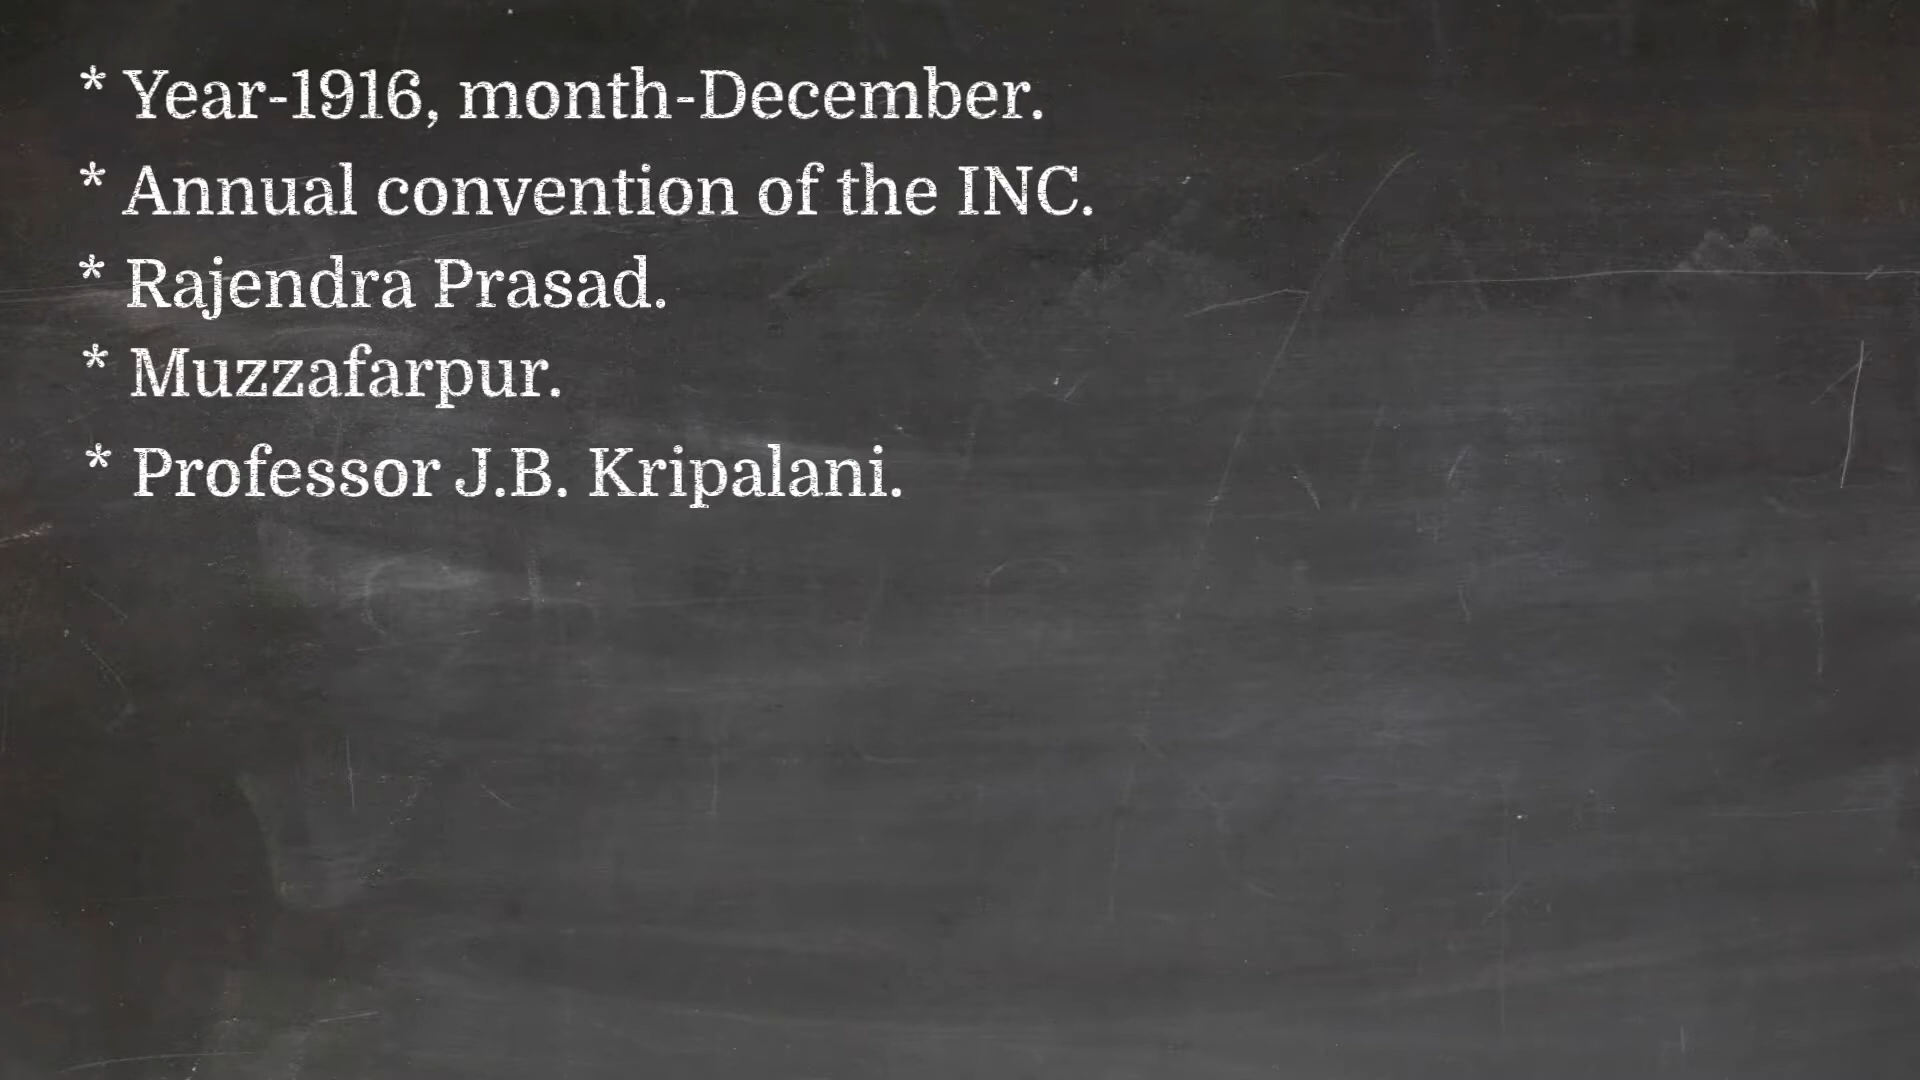 * Year-1916, month-December.
* Annual convention of the INC.
* Rajendra Prasad.
* Muzzafarpur.
* Professor J.B. Kripalani.